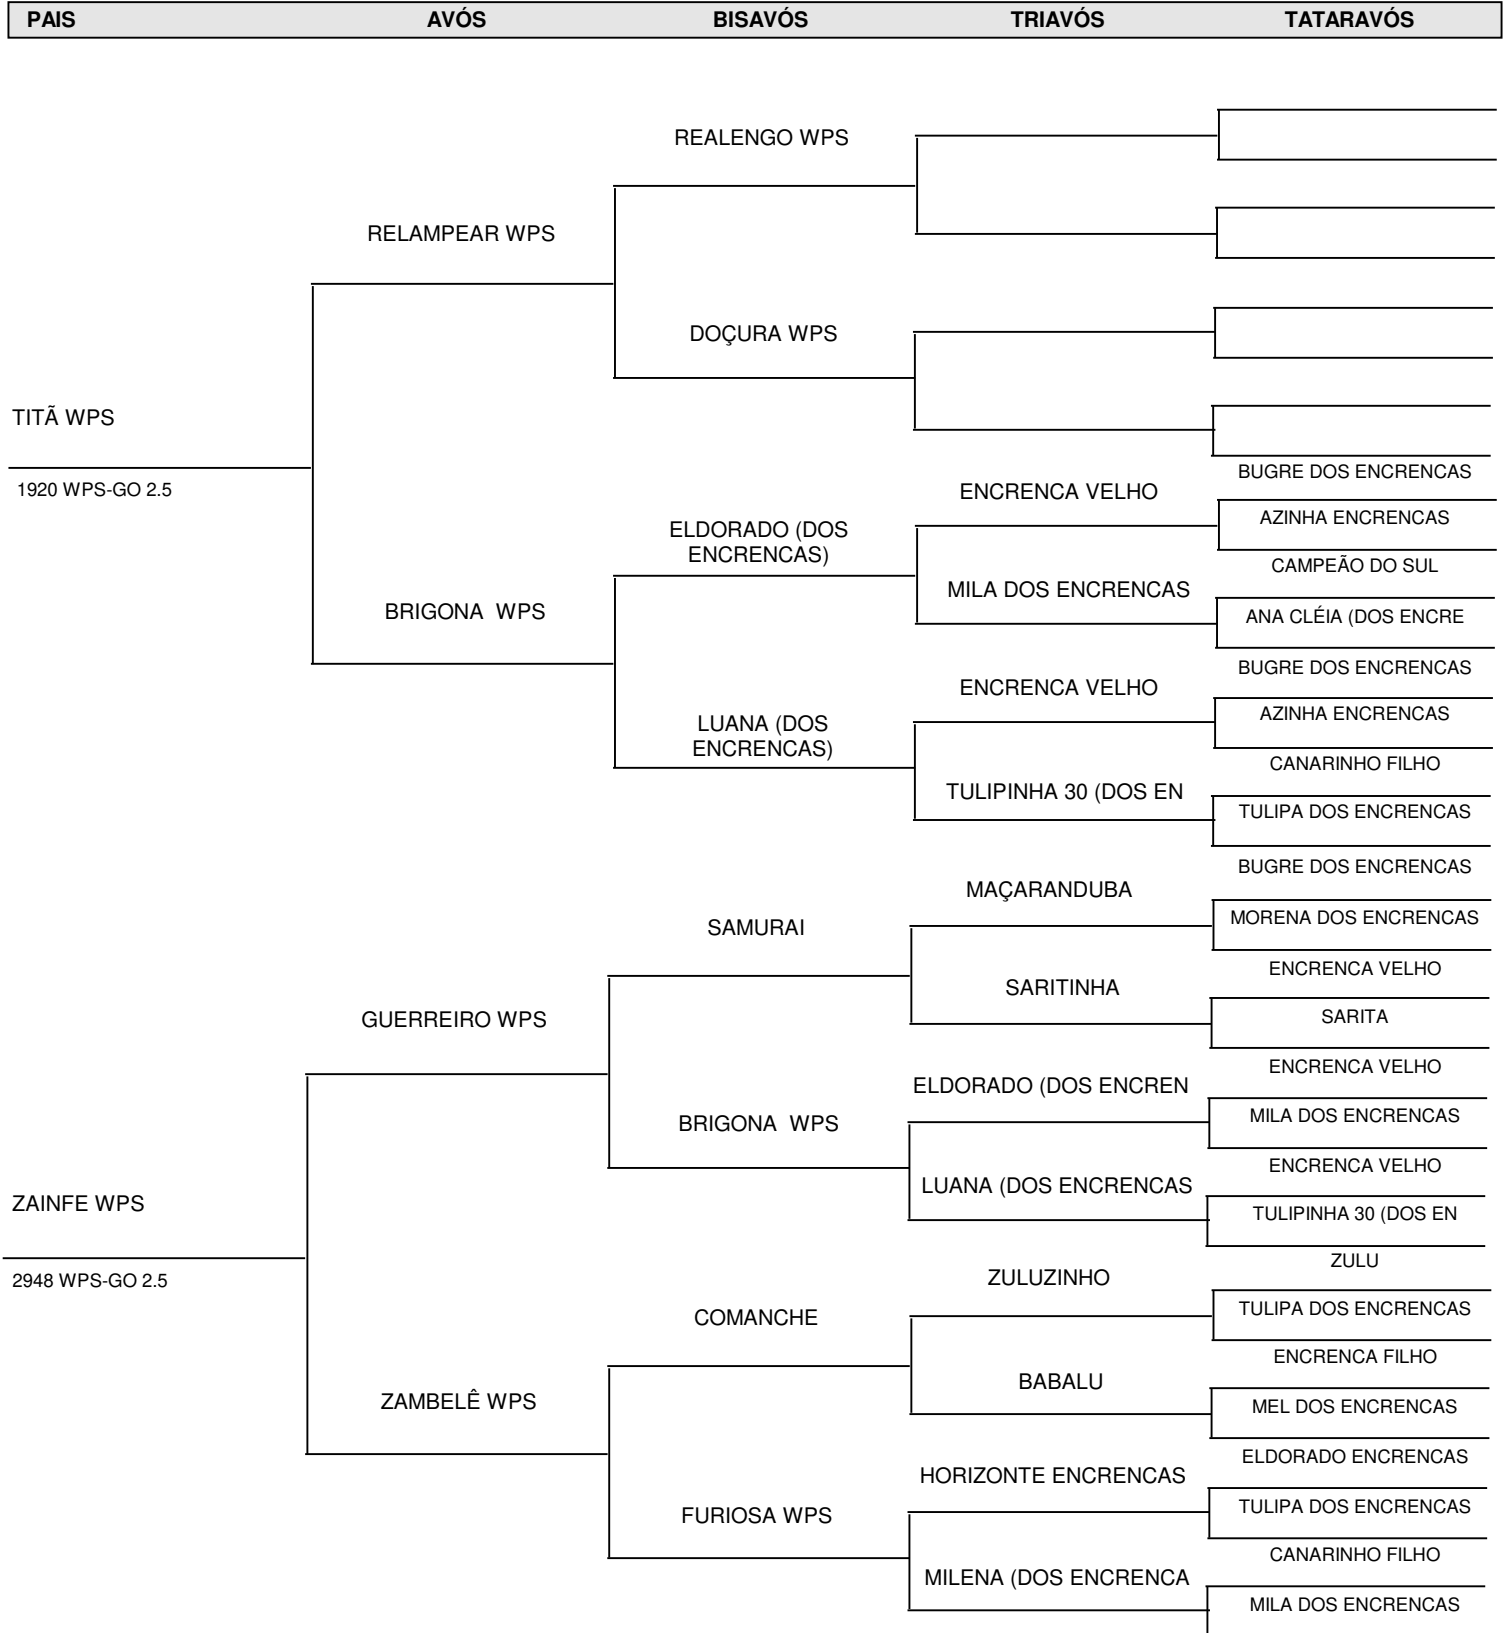 PAIS AVÓS BISAVÓS TRIAVÓS TATARAVÓS
REALENGO WPS
RELAMPEAR WPS
DOÇURA WPS
TITÃ WPS
1920 WPS-GO 2.5
BUGRE DOS ENCRENCAS
ENCRENCA VELHO
AZINHA ENCRENCAS
ELDORADO (DOS
ENCRENCAS)
CAMPEÃO DO SUL
MILA DOS ENCRENCAS
BRIGONA  WPS
ANA CLÉIA (DOS ENCRE
BUGRE DOS ENCRENCAS
ENCRENCA VELHO
AZINHA ENCRENCAS
LUANA (DOS
ENCRENCAS)
CANARINHO FILHO
TULIPINHA 30 (DOS EN
TULIPA DOS ENCRENCAS
BUGRE DOS ENCRENCAS
MAÇARANDUBA
MORENA DOS ENCRENCAS
SAMURAI
ENCRENCA VELHO
SARITINHA
SARITA
GUERREIRO WPS
ENCRENCA VELHO
ELDORADO (DOS ENCREN
MILA DOS ENCRENCAS
BRIGONA  WPS
ENCRENCA VELHO
LUANA (DOS ENCRENCAS
ZAINFE WPS
TULIPINHA 30 (DOS EN
2948 WPS-GO 2.5
ZULU
ZULUZINHO
TULIPA DOS ENCRENCAS
COMANCHE
ENCRENCA FILHO
BABALU
ZAMBELÊ WPS
MEL DOS ENCRENCAS
ELDORADO ENCRENCAS
HORIZONTE ENCRENCAS
TULIPA DOS ENCRENCAS
FURIOSA WPS
CANARINHO FILHO
MILENA (DOS ENCRENCA
MILA DOS ENCRENCAS